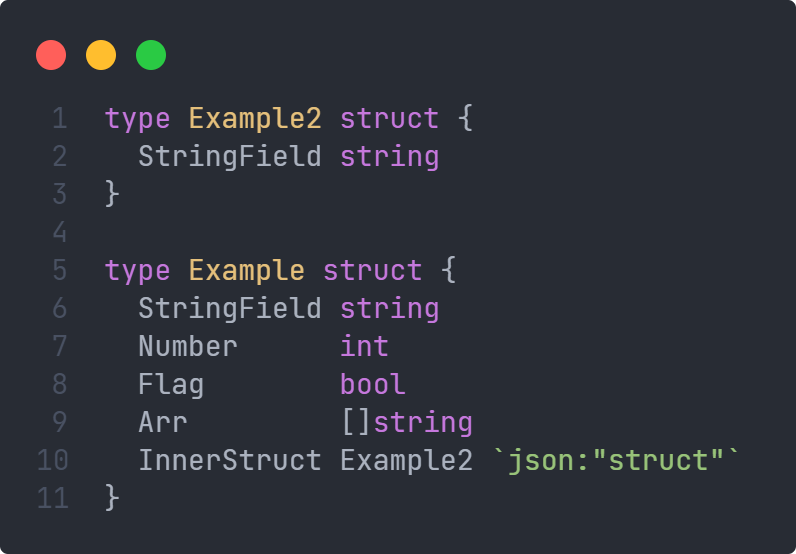 1 type Example2 struct {
2   StringField string
3 }
4
5 type Example struct {
6   StringField string
7   Number      int
8   Flag        bool
9   Arr         []string
10   InnerStruct Example2 `json:"struct"`
11 }